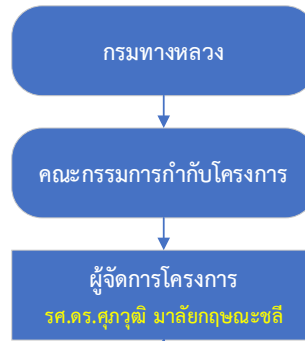 กรมทางหลวง
คณะกรรมการกำกับโครงการ
ผู้จัดการโครงการ
รศ.ดร.ศุภวุฒิ มาลัยกฤษณะชลี